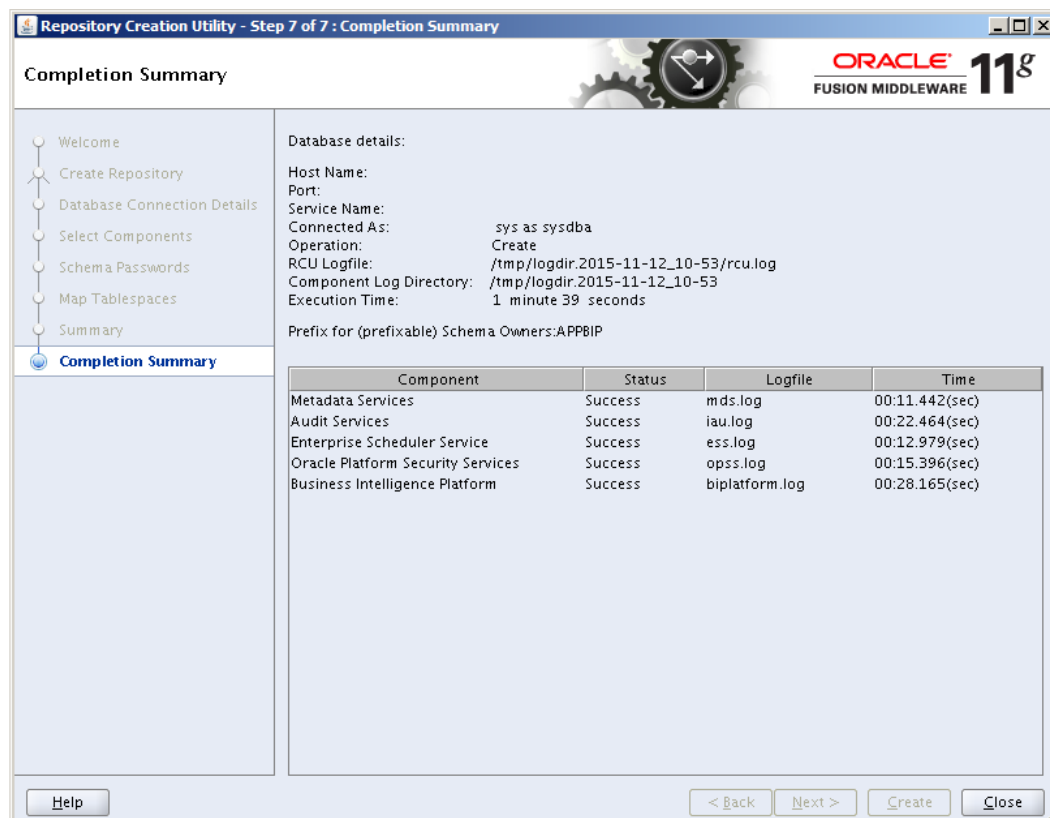 Repository Creation Utility - Step 7 of 7 : Completion Summary
Completion Summary
ORACLE
FUSION MIDDLEWARE 11g
Welcome
Create Repository
Database Connection Details
Select Components
Schema Passwords
Map Tablespaces
Summary
Completion Summary
Database details:
Host Name:
Port:
Service Name:
Connected As: sys as sysdba
Operation: Create
RCU Logfile: /tmp/logdir.2015-11-12_10-53/rcu.log
Component Log Directory: /tmp/logdir.2015-11-12_10-53
Execution Time: 1 minute 39 seconds
Prefix for (prefixable) Schema Owners:APPBIP
Component Status Logfile Time
Metadata Services Success mds.log 00:11.442(sec)
Audit Services Success iau.log 00:22.464(sec)
Enterprise Scheduler Service Success ess.log 00:12.979(sec)
Oracle Platform Security Services Success opss.log 00:15.396(sec)
Business Intelligence Platform Success biplatform.log 00:28.165(sec)
Help < Back Next > Create Close